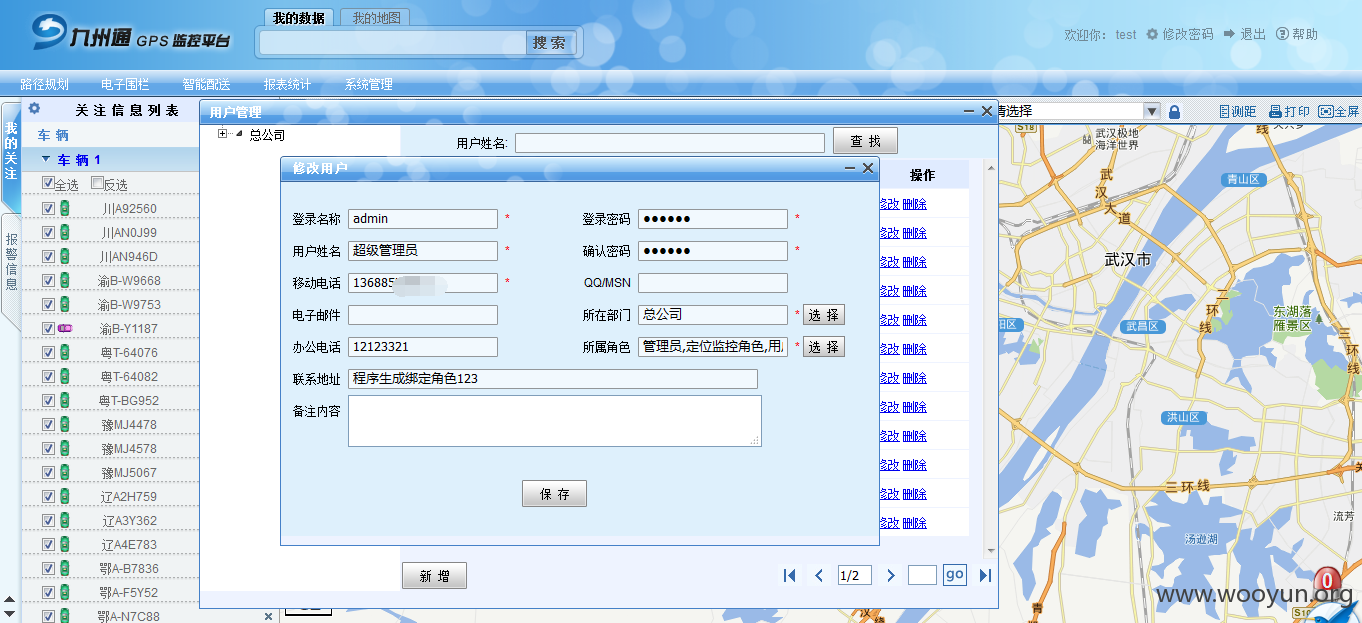 我的数据 我的地图
九州通 GPS 监控平台
搜 索
欢迎你: test 修改密码 退出 帮助
路径规划 电子围栏 智能配送 报表统计 系统管理
我的关注
报警信息
关 注 信 息 列 表
车 辆
车 辆 1
全选 反选
川A92560
川AN0J99
川AN946D
渝B-W9668
渝B-W9753
渝B-Y1187
粤T-64076
粤T-64082
粤T-BG952
豫MJ4478
豫MJ4578
豫MJ5067
辽A2H759
辽A3Y362
辽A4E783
鄂A-B7836
鄂A-F5Y52
鄂A-N7C88
用户管理
总公司
用户姓名: 查 找
操作
修改 删除
修改 删除
修改 删除
修改 删除
修改 删除
修改 删除
修改 删除
修改 删除
修改 删除
修改 删除
修改 删除
修改 删除
修改用户
登录名称 admin * 登录密码 ●●●●●● *
用户姓名 超级管理员 * 确认密码 ●●●●●● *
移动电话 13688 * QQ/MSN
电子邮件 所在部门 总公司 * 选 择
办公电话 12123321 所属角色 管理员,定位监控角色,用 * 选 择
联系地址 程序生成绑定角色123
备注内容
保 存
新 增
1/2 go
请选择
测距 打印 全屏
S18
武汉极地
海洋世界
武汉大道
青山区
武汉市
二环线
东湖落
雁景区
武昌区
三环线
洪山区
三环线
汤逊湖
流芳
青
0
www.wooyun.org